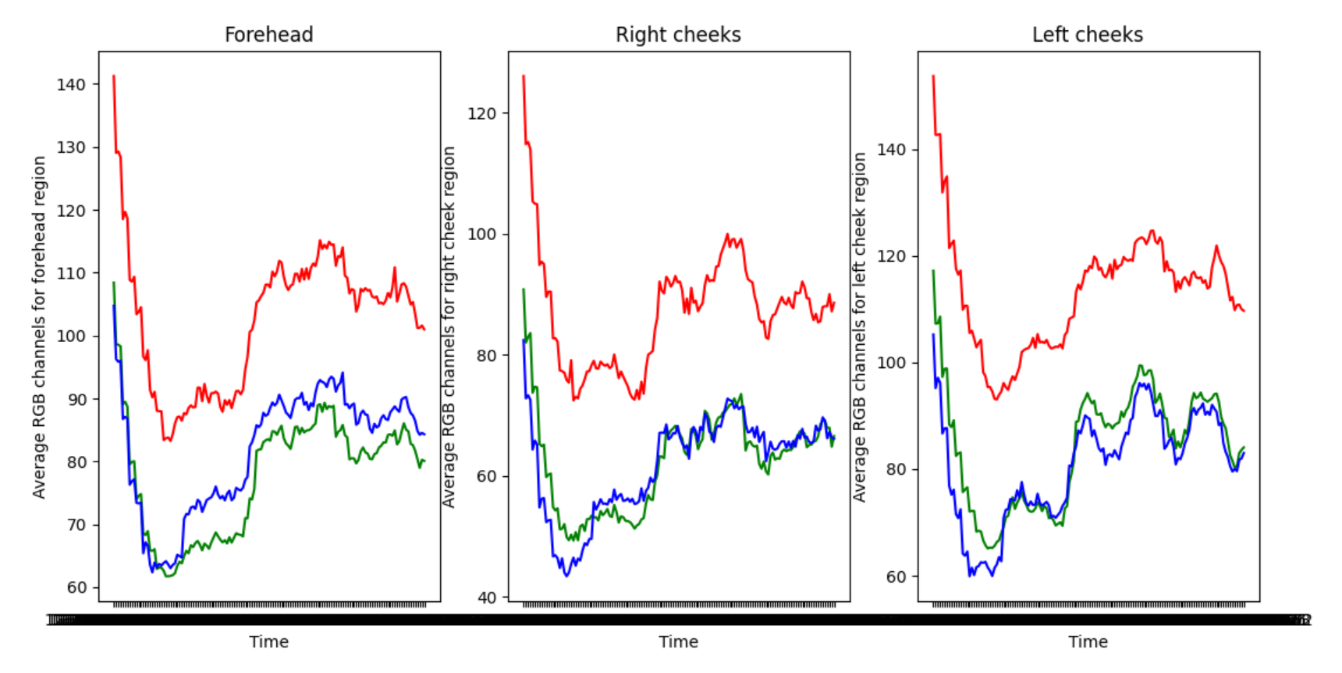 Forehead
Average RGB channels for forehead region
140
130
120
110
100
90
80
70
60
Time
Right cheeks
Average RGB channels for right cheek region
120
100
80
60
40
Time
Left cheeks
Average RGB channels for left cheek region
140
120
100
80
60
Time